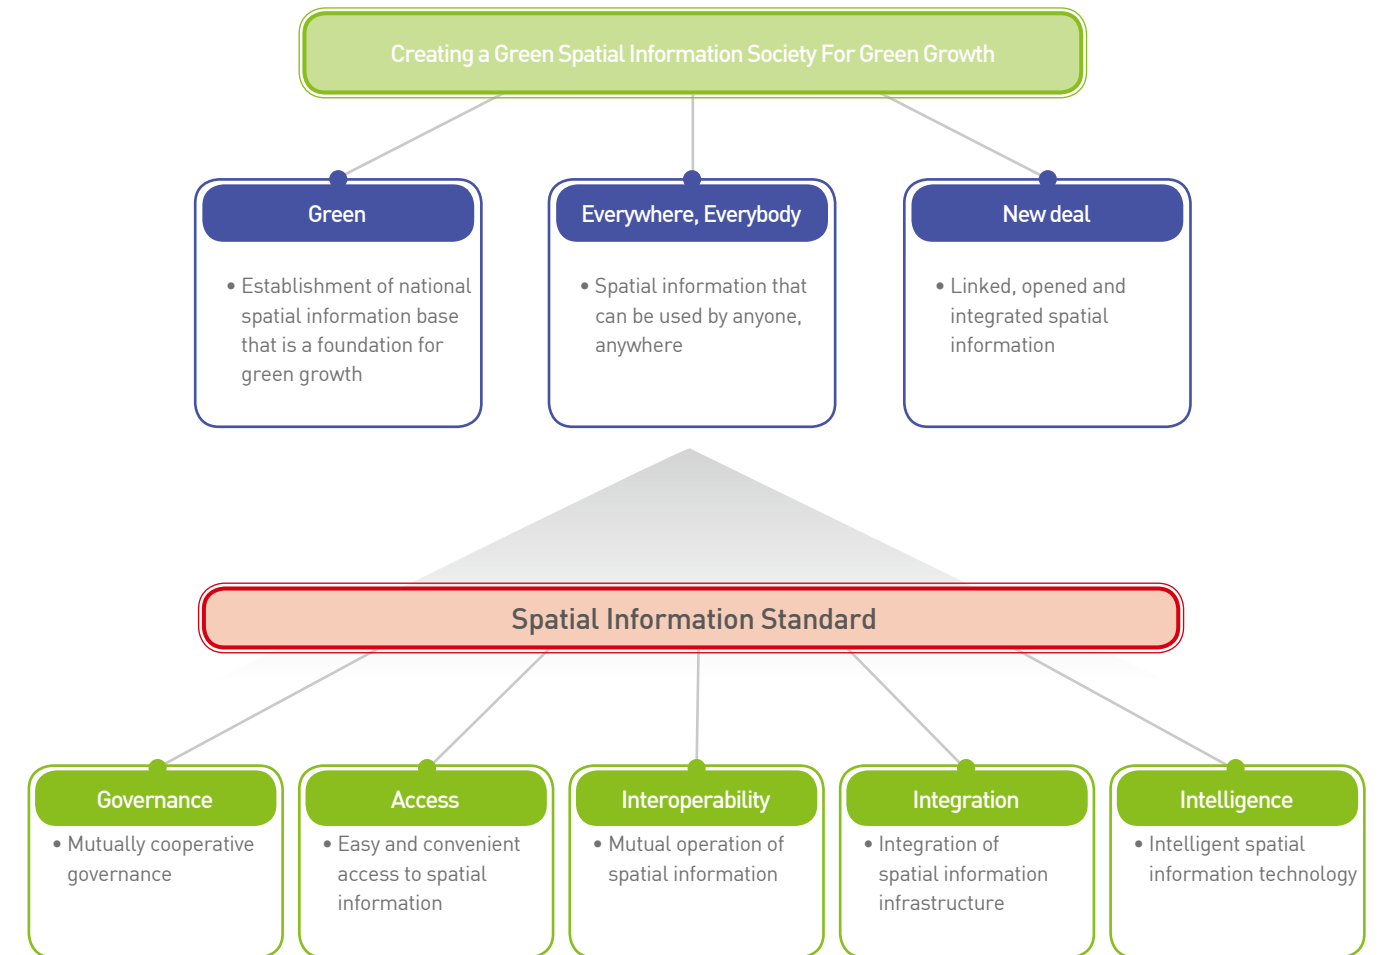 Creating a Green Spatial Information Society For Green Growth
Green
• Establishment of national
spatial information base
that is a foundation for
green growth
Everywhere, Everybody
• Spatial information that
can be used by anyone,
anywhere
New deal
• Linked, opened and
integrated spatial
information
Spatial Information Standard
Governance
• Mutually cooperative
governance
Access
• Easy and convenient
access to spatial
information
Interoperability
• Mutual operation of
spatial information
Integration
• Integration of
spatial information
infrastructure
Intelligence
• Intelligent spatial
information technology